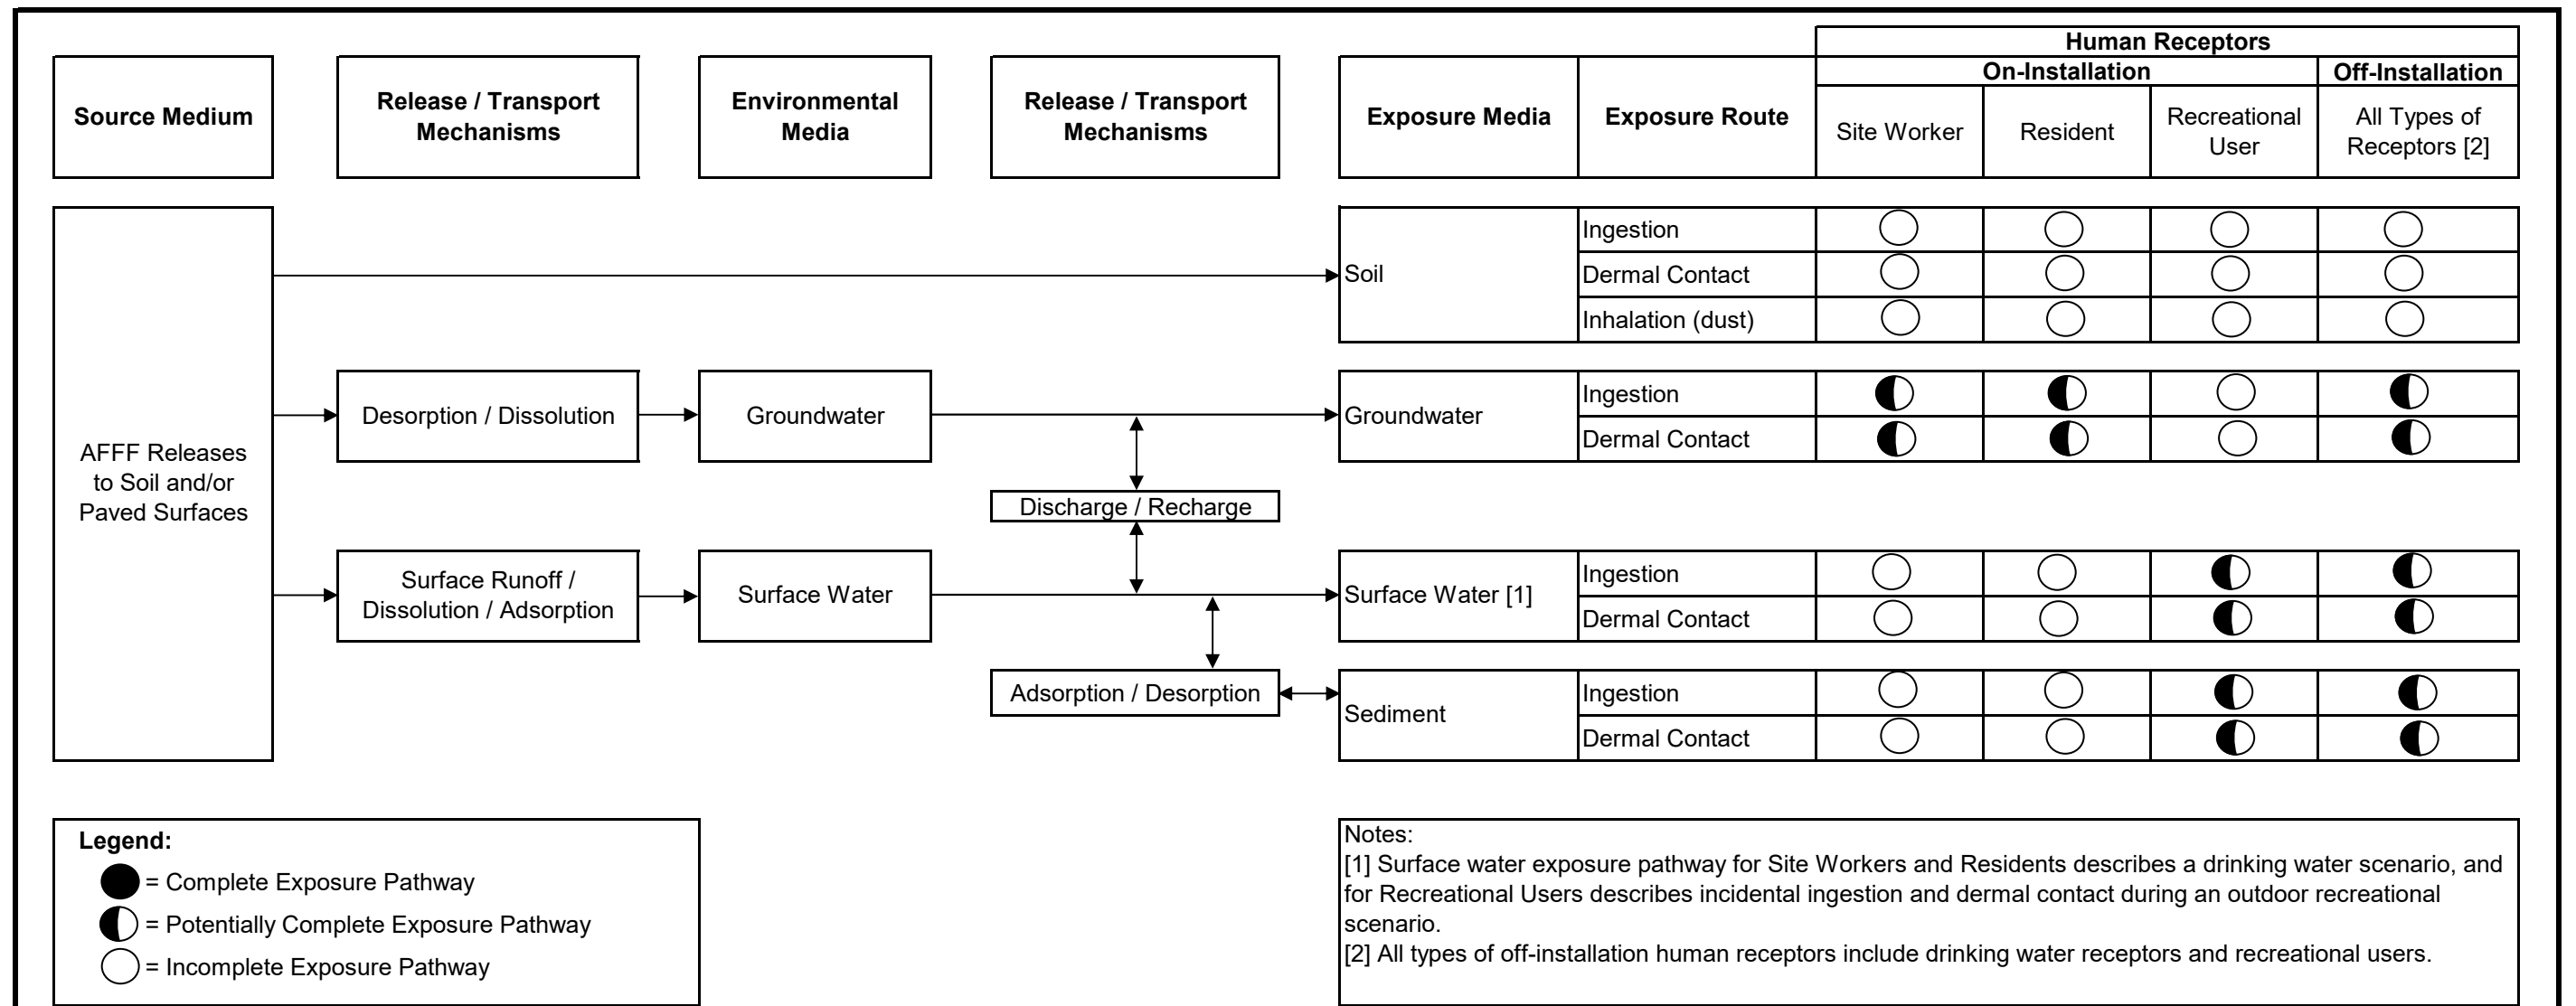 Human Receptors
On-Installation
Off-Installation
Source Medium
Release / Transport
Mechanisms
Environmental
Media
Release / Transport
Mechanisms
Exposure Media
Exposure Route
Site Worker
Resident
Recreational
User
All Types of
Receptors [2]
AFFF Releases
to Soil and/or
Paved Surfaces
Soil
Ingestion
Dermal Contact
Inhalation (dust)
Desorption / Dissolution
Groundwater
Groundwater
Ingestion
Dermal Contact
Discharge / Recharge
Surface Runoff /
Dissolution / Adsorption
Surface Water
Surface Water [1]
Ingestion
Dermal Contact
Adsorption / Desorption
Sediment
Ingestion
Dermal Contact
Legend:
= Complete Exposure Pathway
= Potentially Complete Exposure Pathway
= Incomplete Exposure Pathway
Notes:
[1] Surface water exposure pathway for Site Workers and Residents describes a drinking water scenario, and
for Recreational Users describes incidental ingestion and dermal contact during an outdoor recreational
scenario.
[2] All types of off-installation human receptors include drinking water receptors and recreational users.